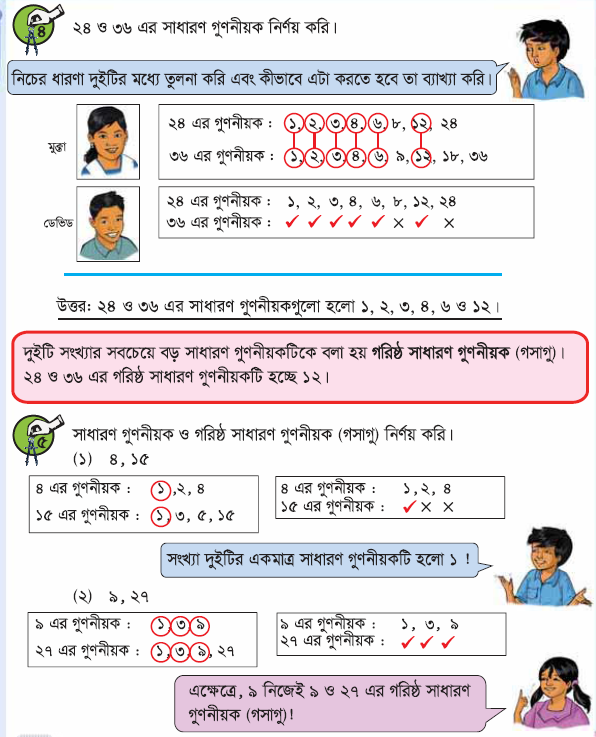 ৪
২৪ ও ৩৬ এর সাধারণ গুণনীয়ক নির্ণয় করি।
নিচের ধারণা দুইটির মধ্যে তুলনা করি এবং কীভাবে এটা করতে হবে তা ব্যাখ্যা করি।
মুক্তা
২৪ এর গুণনীয়ক : ১, ২, ৩, ৪, ৬, ৮, ১২, ২৪
৩৬ এর গুণনীয়ক : ১, ২, ৩, ৪, ৬, ৯, ১২, ১৮, ৩৬
ডেভিড
২৪ এর গুণনীয়ক : ১, ২, ৩, ৪, ৬, ৮, ১২, ২৪
৩৬ এর গুণনীয়ক : ✓ ✓ ✓ ✓ ✓ × ✓ ×
উত্তর: ২৪ ও ৩৬ এর সাধারণ গুণনীয়কগুলো হলো ১, ২, ৩, ৪, ৬ ও ১২।
দুইটি সংখ্যার সবচেয়ে বড় সাধারণ গুণনীয়কটিকে বলা হয় গরিষ্ঠ সাধারণ গুণনীয়ক (গসাগু)।
২৪ ও ৩৬ এর গরিষ্ঠ সাধারণ গুণনীয়কটি হচ্ছে ১২।
৫
সাধারণ গুণনীয়ক ও গরিষ্ঠ সাধারণ গুণনীয়ক (গসাগু) নির্ণয় করি।
(১) ৪, ১৫
৪ এর গুণনীয়ক : ১,২, ৪
১৫ এর গুণনীয়ক : ১, ৩, ৫, ১৫
৪ এর গুণনীয়ক : ১,২, ৪
১৫ এর গুণনীয়ক : ✓ × ×
সংখ্যা দুইটির একমাত্র সাধারণ গুণনীয়কটি হলো ১ !
(২) ৯, ২৭
৯ এর গুণনীয়ক : ১, ৩, ৯
২৭ এর গুণনীয়ক : ১, ৩, ৯, ২৭
৯ এর গুণনীয়ক : ১, ৩, ৯
২৭ এর গুণনীয়ক : ✓ ✓ ✓
এক্ষেত্রে, ৯ নিজেই ৯ ও ২৭ এর গরিষ্ঠ সাধারণ
গুণনীয়ক (গসাগু)!